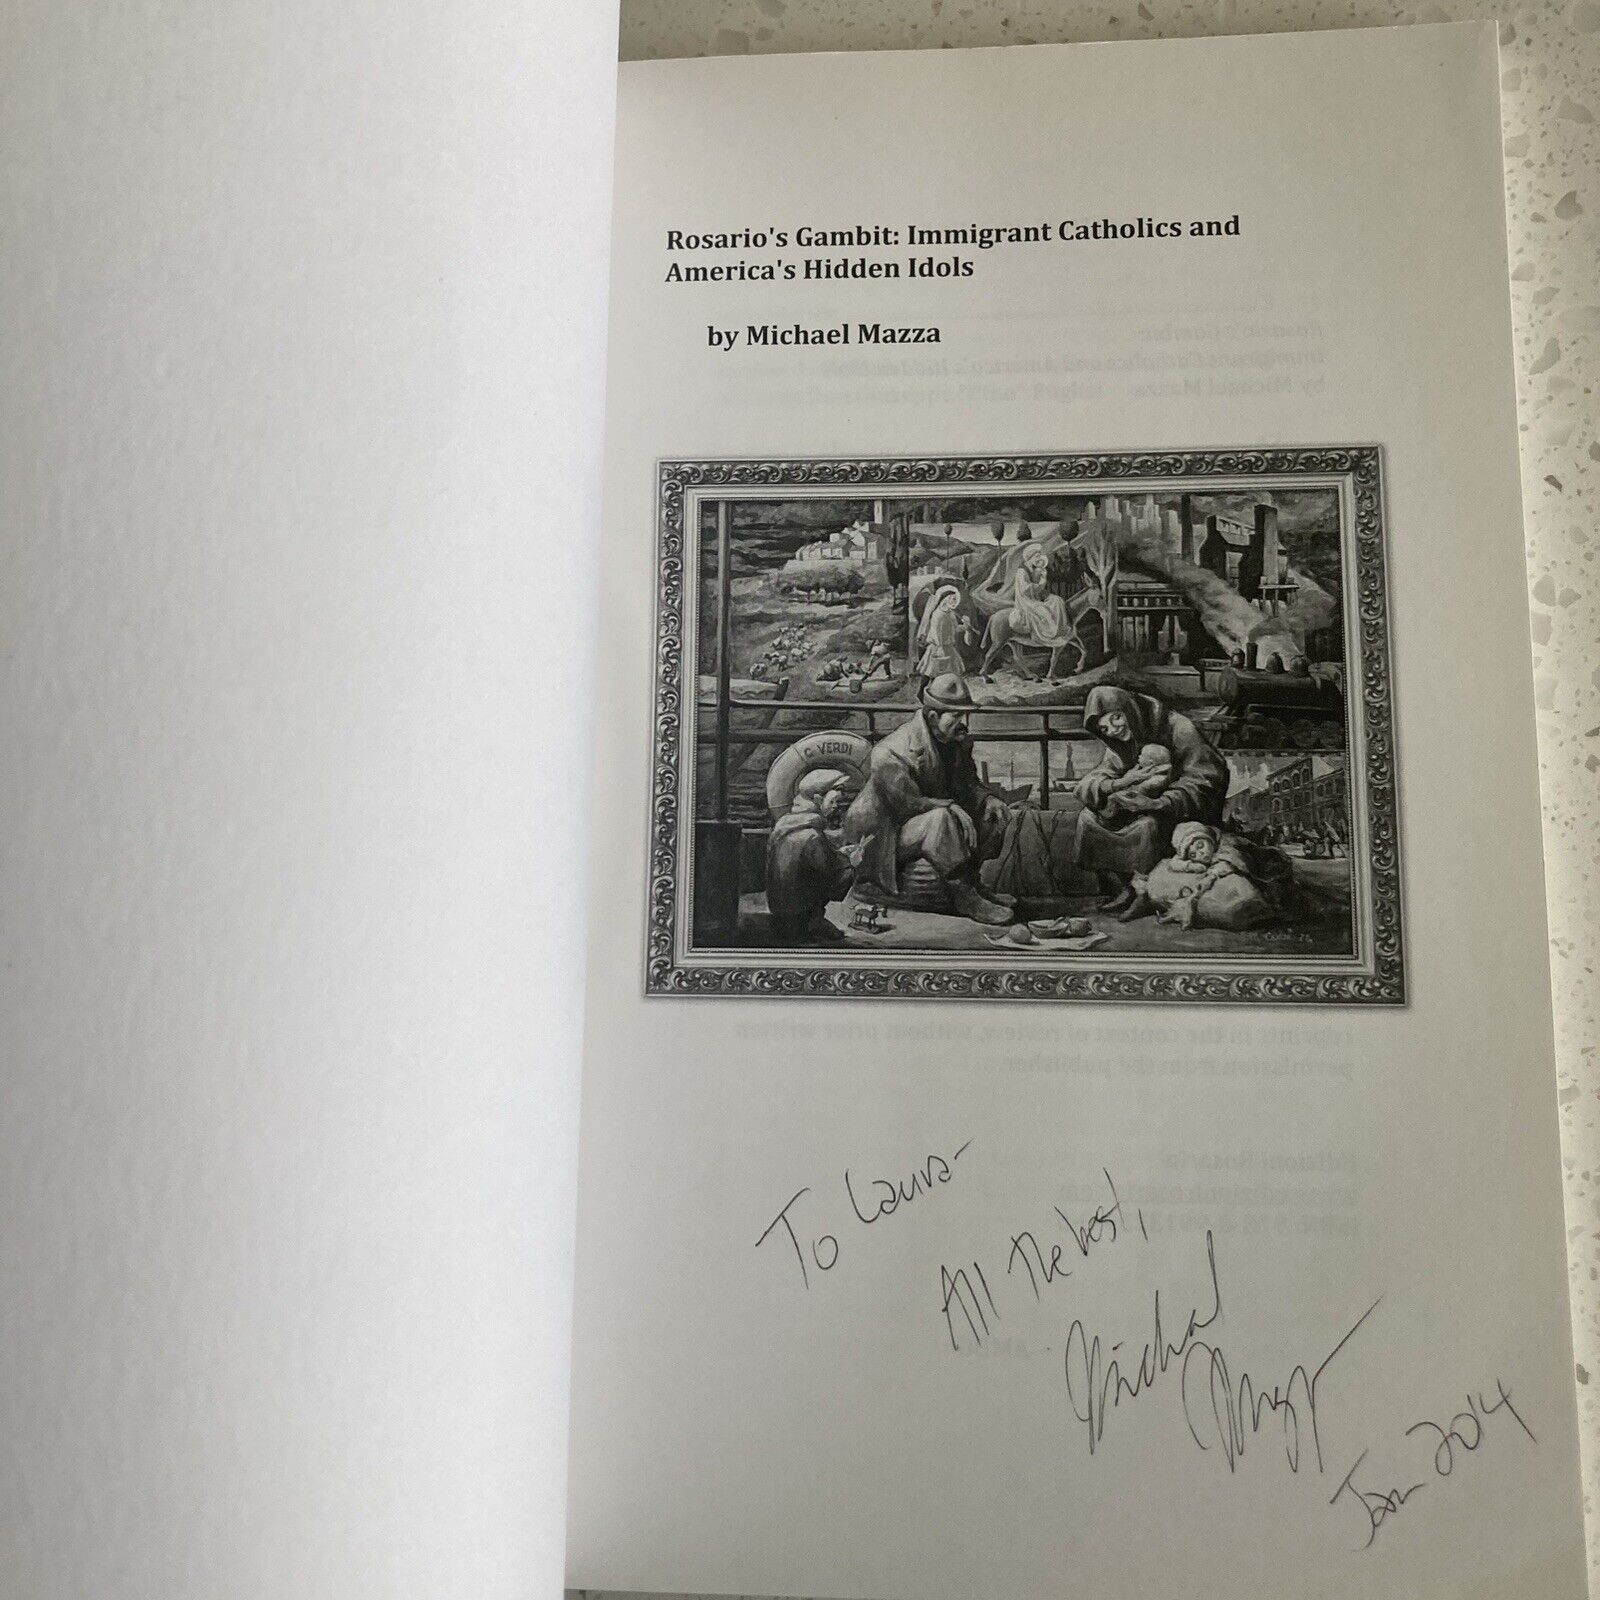 Rosario's Gambit: Immigrant Catholics and
America's Hidden Idols
by Michael Mazza
G. VERDI
To Laura-
All the best,
Michael
Mazza
Jan 2014